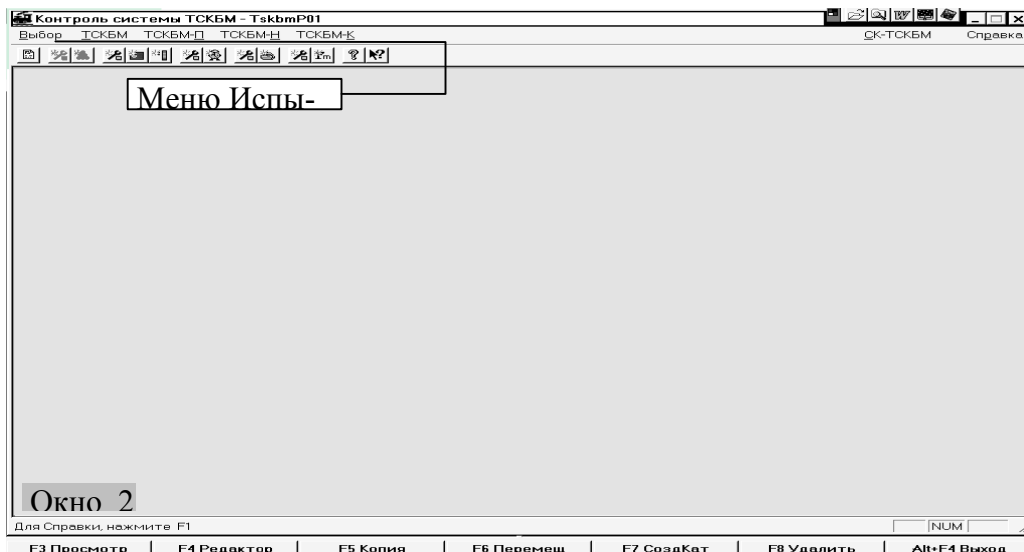 Контроль системы ТСКБМ - TskbmP01
Выбор ТСКБМ ТСКБМ-П ТСКБМ-Н ТСКБМ-К СК-ТСКБМ Справка
Меню Испы-
Окно 2
Для Справки, нажмите F1
NUM
F3 Просмотр F4 Редактор F5 Копия F6 Перемещ F7 СоздКат F8 Удалить Alt+F4 Выход